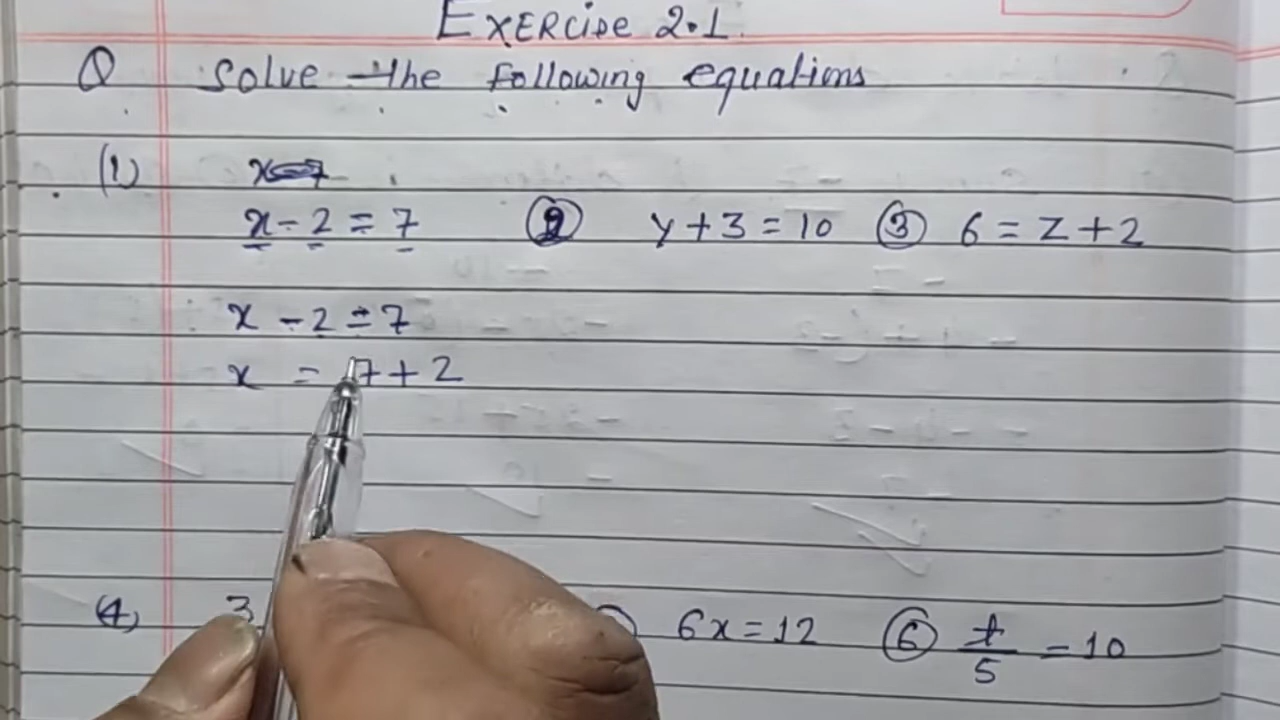 Exercise 2.1
Q Solve the following equations
(1)
x - 2 = 7 ② y + 3 = 10 ③ 6 = z + 2
x - 2 = 7
x = 7 + 2
(4) 3 6x = 12 ⑥ t/5 = 10